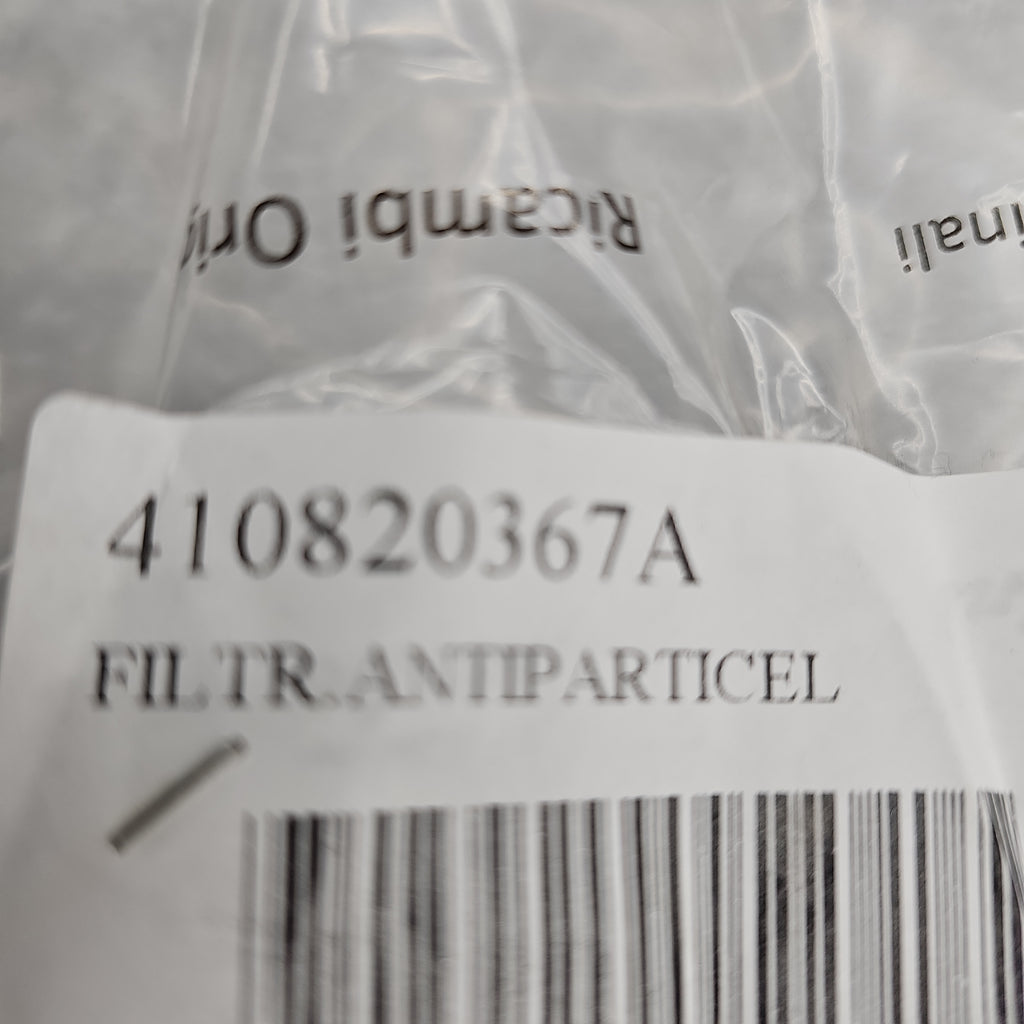 Ricambi Ori
inali
410820367A
FILTR.ANTIPARTICEL